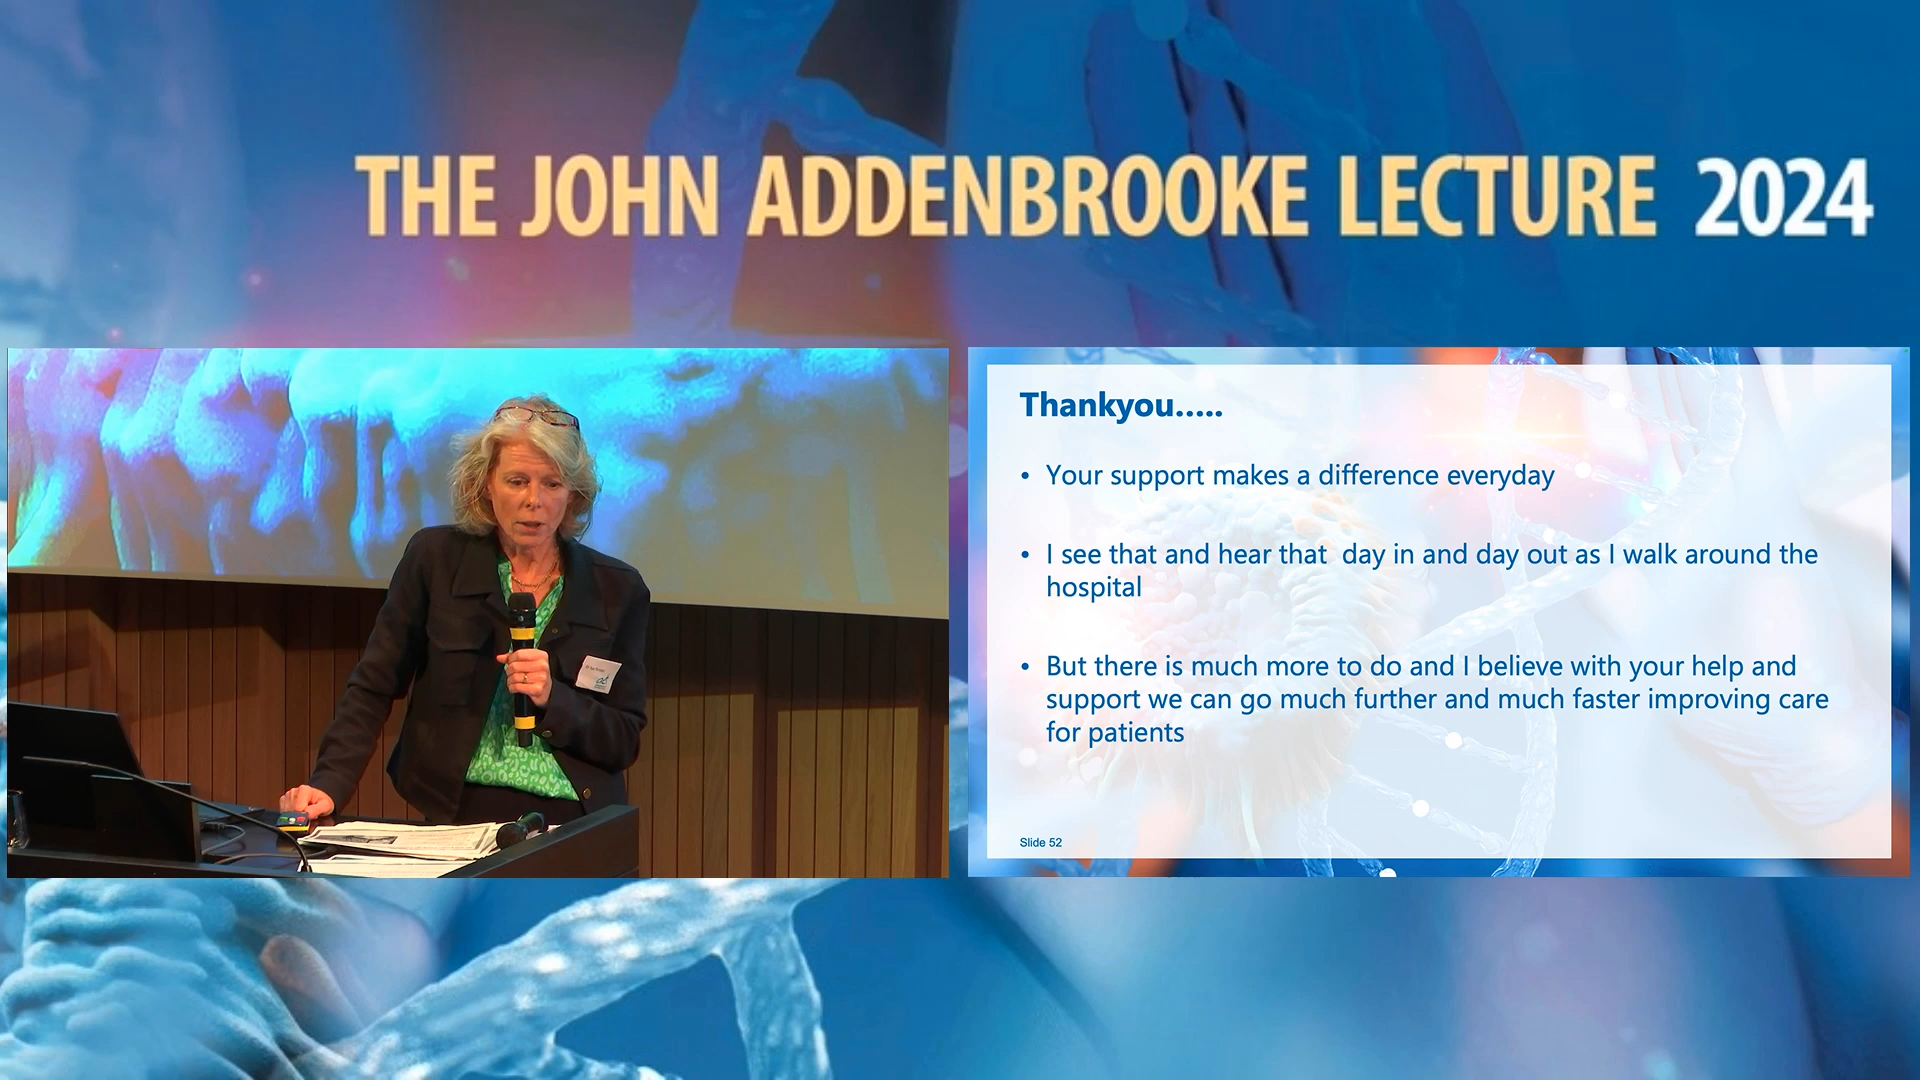 THE JOHN ADDENBROOKE LECTURE 2024
Thankyou.....
• Your support makes a difference everyday
• I see that and hear that  day in and day out as I walk around the
hospital
• But there is much more to do and I believe with your help and
support we can go much further and much faster improving care
for patients
Slide 52